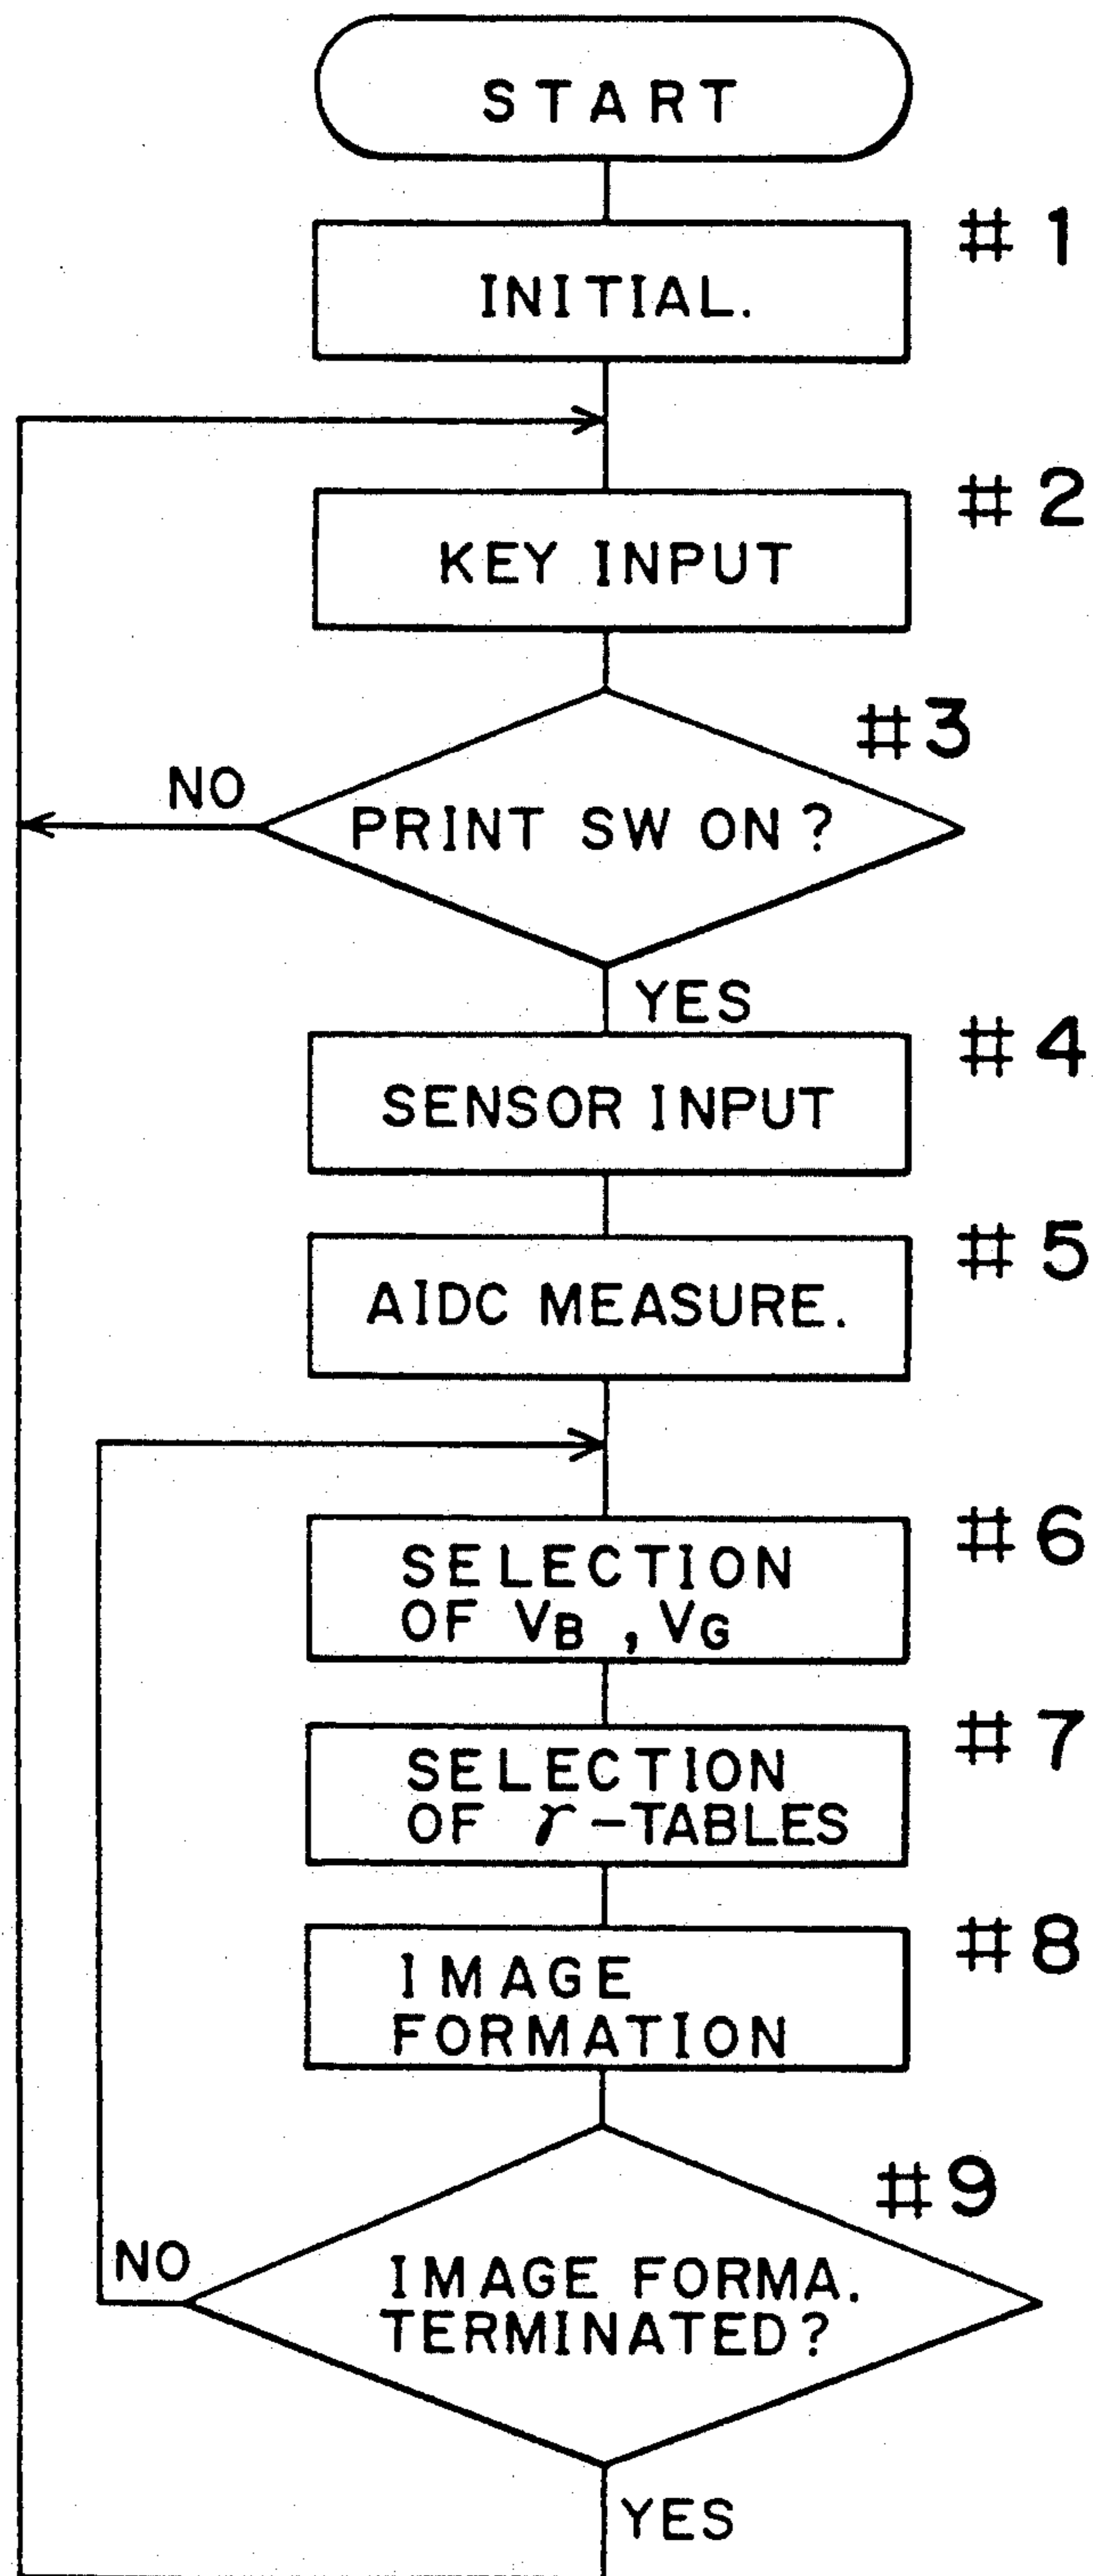 START
#1
INITIAL.
#2
KEY INPUT
#3
NO
PRINT SW ON?
YES
#4
SENSOR INPUT
#5
AIDC MEASURE.
#6
SELECTION
OF VB, VG
#7
SELECTION
OF γ-TABLES
#8
IMAGE
FORMATION
#9
NO
IMAGE FORMA.
TERMINATED?
YES